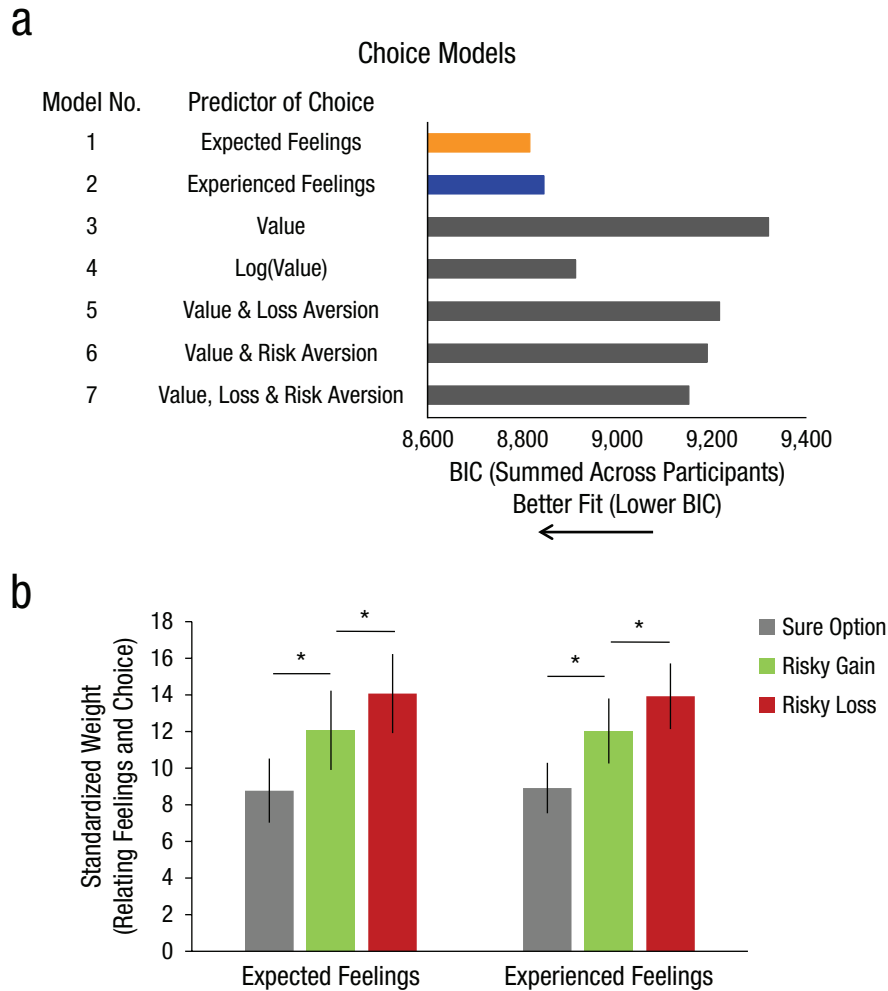 a
Choice Models
Model No. Predictor of Choice
1 Expected Feelings
2 Experienced Feelings
3 Value
4 Log(Value)
5 Value & Loss Aversion
6 Value & Risk Aversion
7 Value, Loss & Risk Aversion
8,600 8,800 9,000 9,200 9,400
BIC (Summed Across Participants)
Better Fit (Lower BIC)
b
Standardized Weight
(Relating Feelings and Choice)
18
16
14
12
10
8
6
4
2
0
* * * *
Expected Feelings Experienced Feelings
Sure Option
Risky Gain
Risky Loss